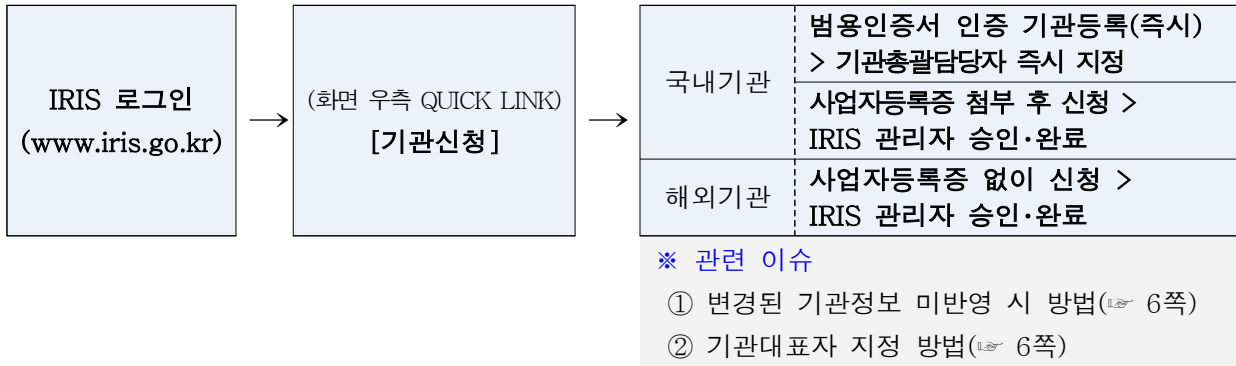 IRIS 로그인
(www.iris.go.kr)
→
(화면 우측 QUICK LINK)
[기관신청]
→
국내기관
범용인증서 인증 기관등록(즉시)
> 기관총괄담당자 즉시 지정
사업자등록증 첨부 후 신청 >
IRIS 관리자 승인·완료
해외기관
사업자등록증 없이 신청 >
IRIS 관리자 승인·완료
※ 관련 이슈
① 변경된 기관정보 미반영 시 방법(☞ 6쪽)
② 기관대표자 지정 방법(☞ 6쪽)